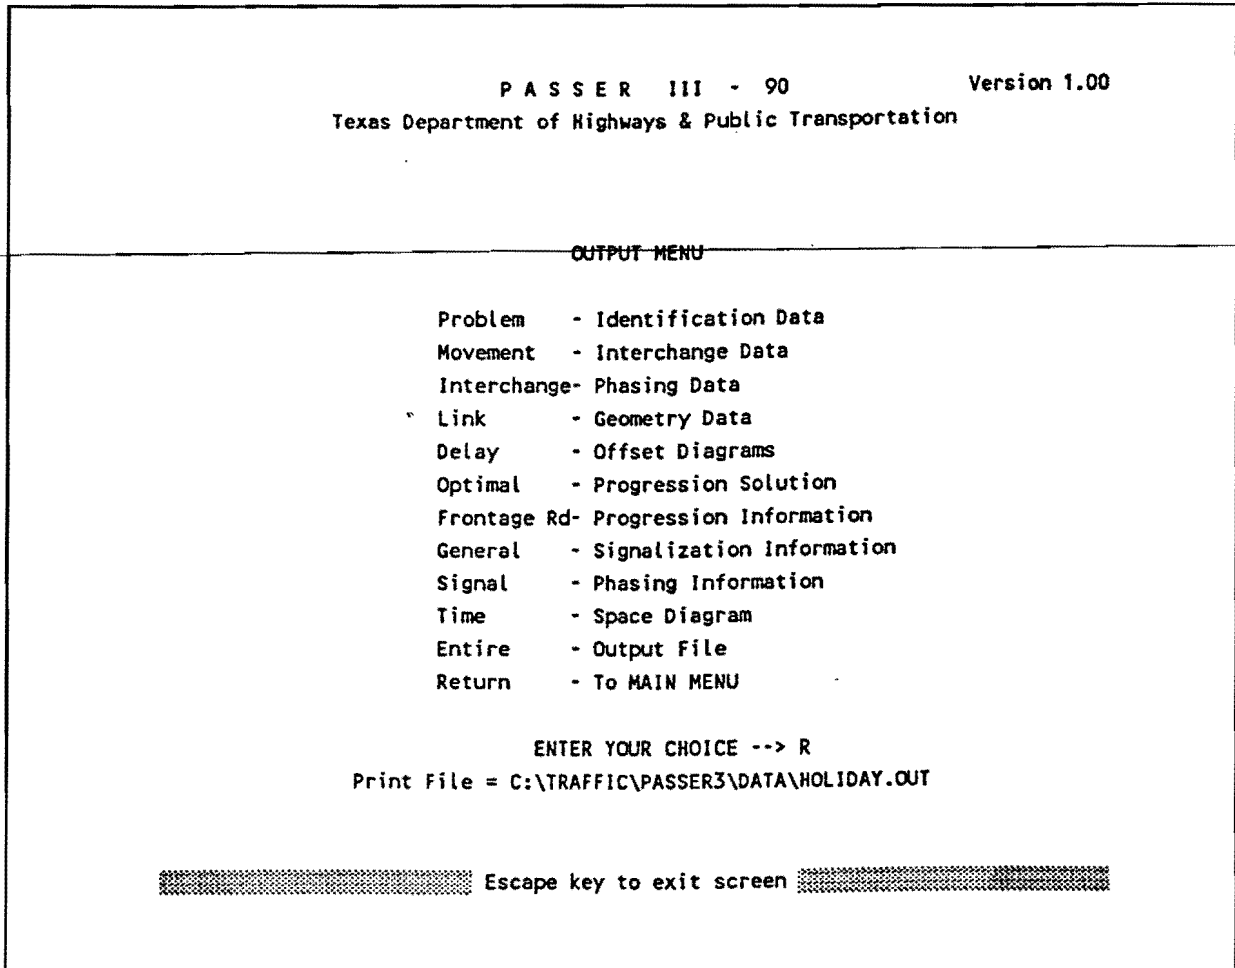 P A S S E R III - 90 Version 1.00
Texas Department of Highways & Public Transportation
OUTPUT MENU
Problem - Identification Data
Movement - Interchange Data
Interchange- Phasing Data
Link - Geometry Data
Delay - Offset Diagrams
Optimal - Progression Solution
Frontage Rd- Progression Information
General - Signalization Information
Signal - Phasing Information
Time - Space Diagram
Entire - Output File
Return - To MAIN MENU
ENTER YOUR CHOICE --> R
Print File = C:\TRAFFIC\PASSER3\DATA\HOLIDAY.OUT
Escape key to exit screen